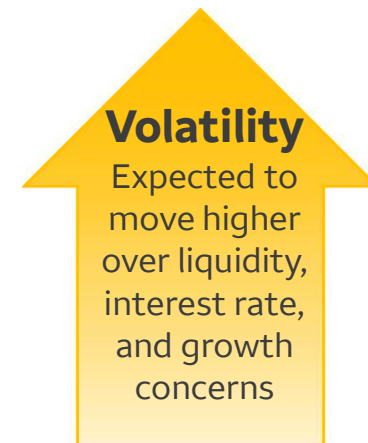 Volatility
Expected to
move higher
over liquidity,
interest rate,
and growth
concerns